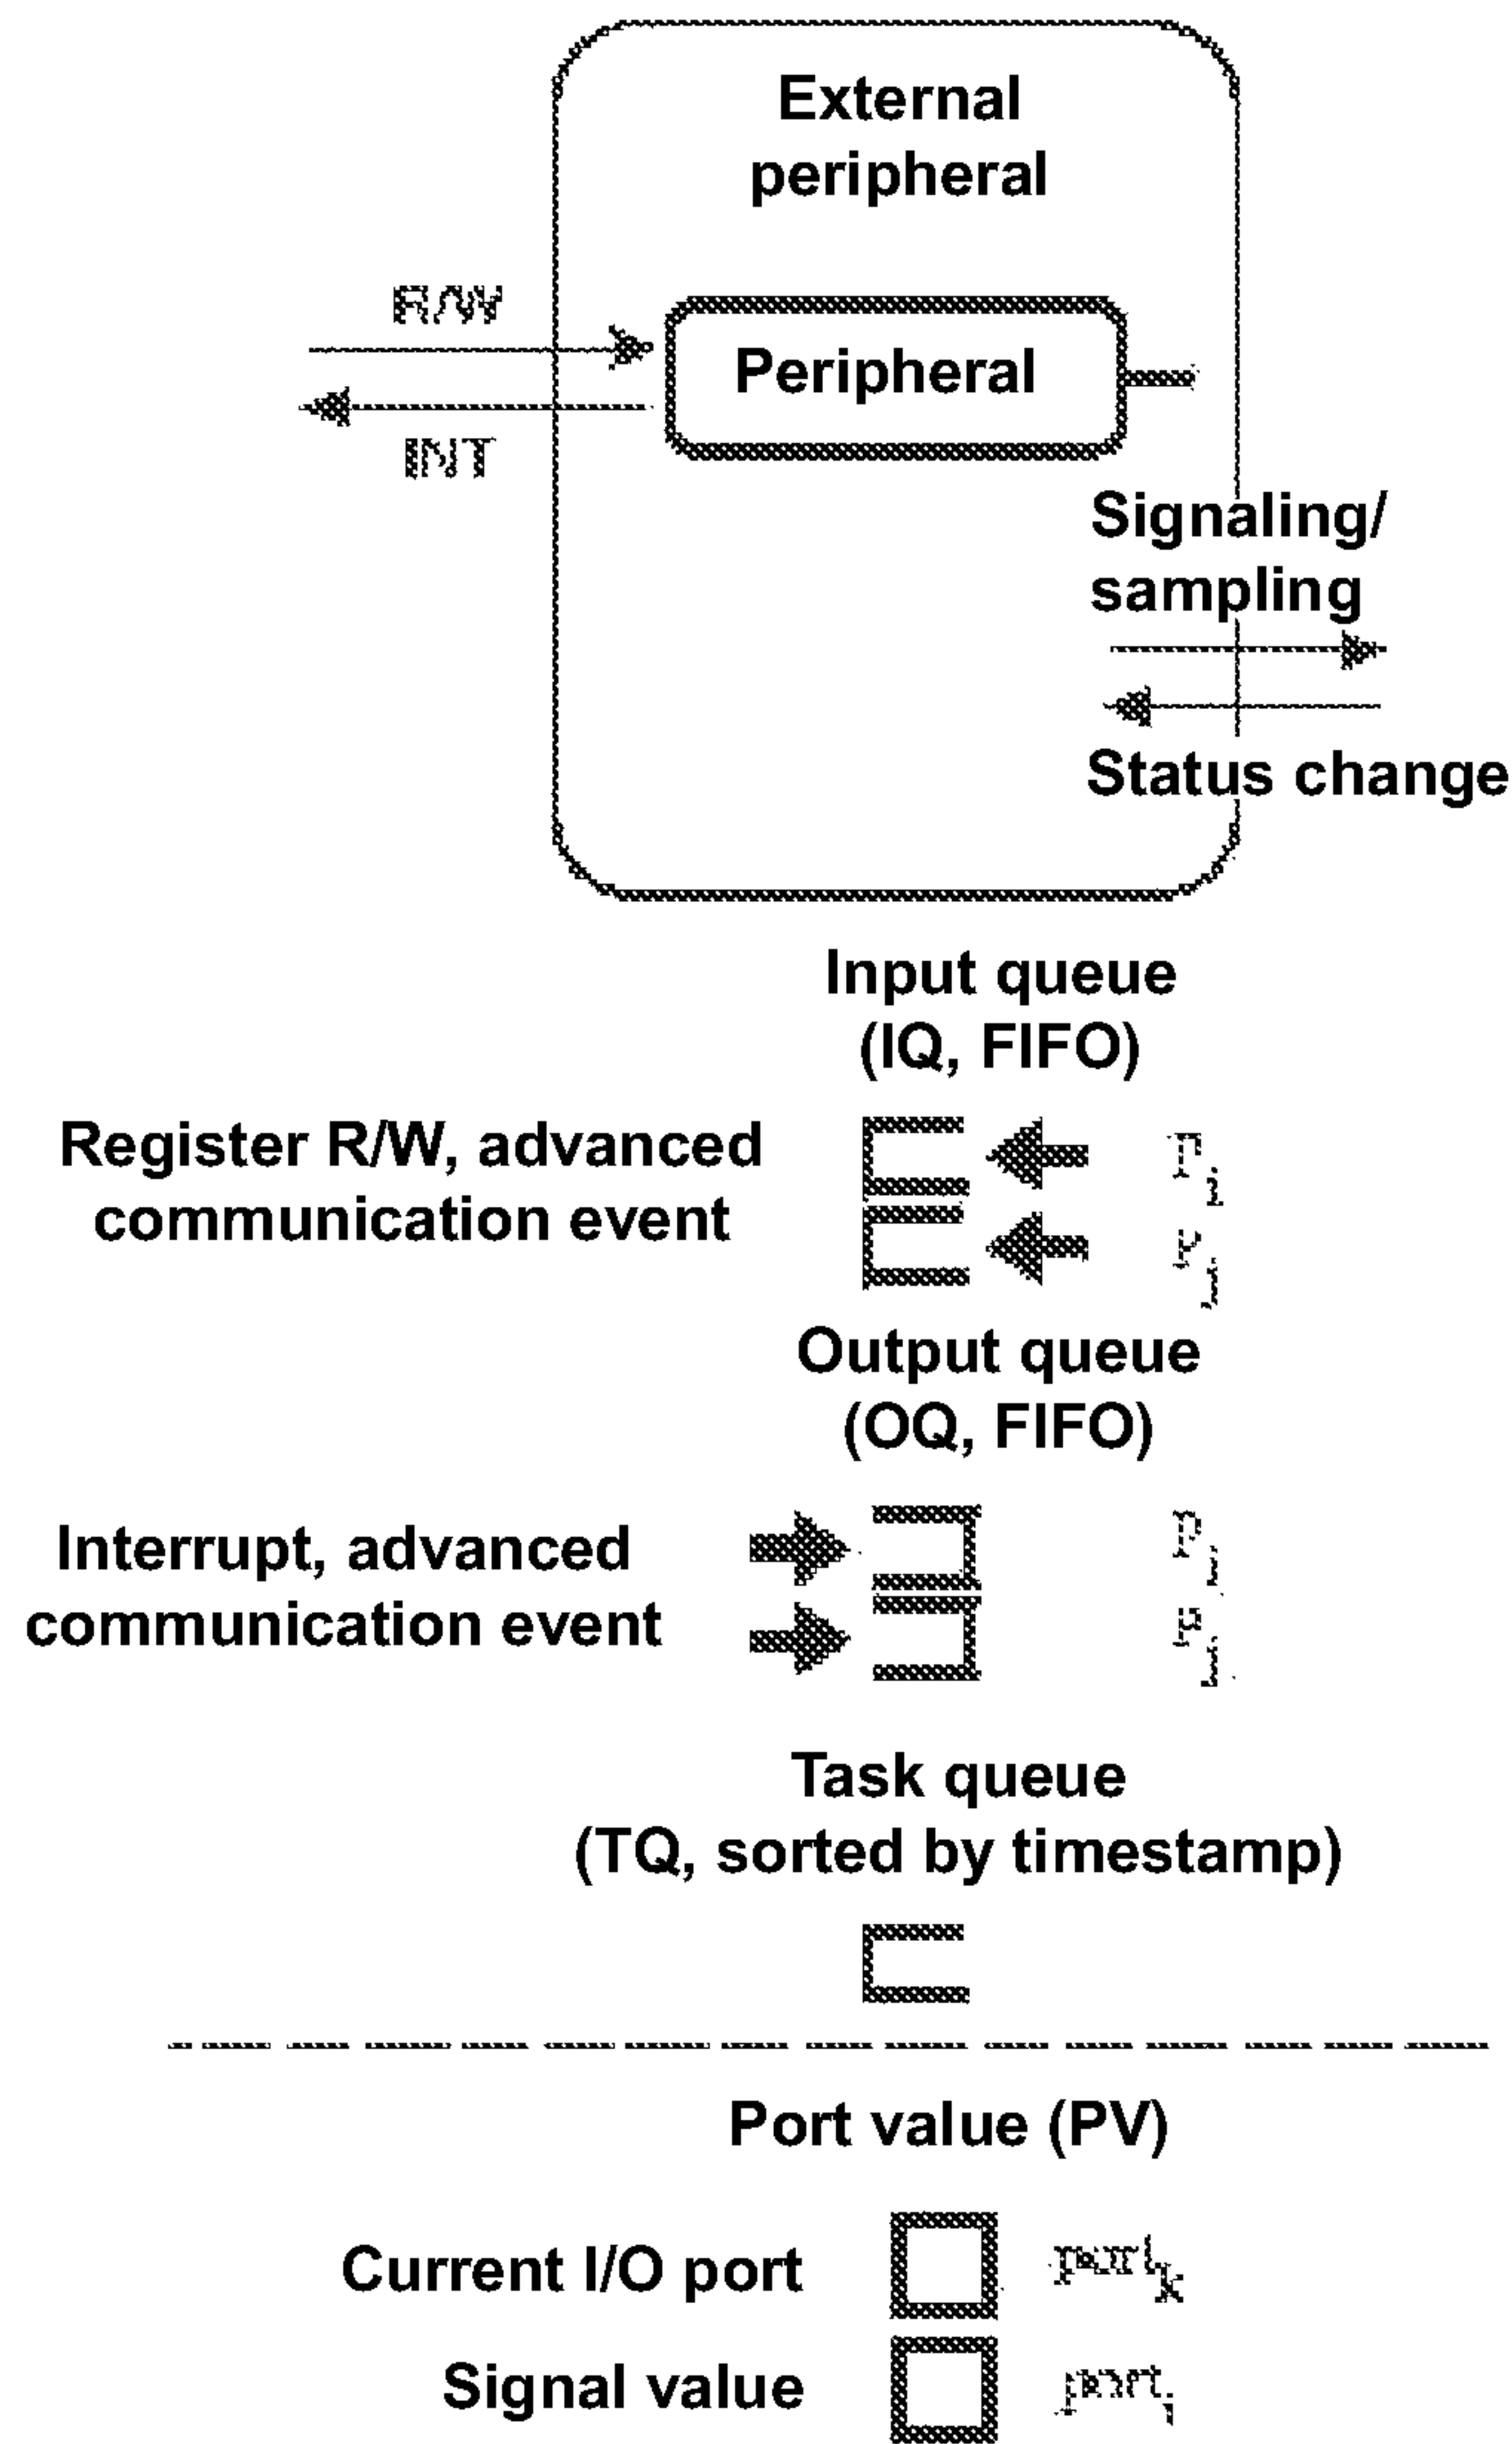 External
peripheral
R/W
Peripheral
INT
Signaling/
sampling
Status change
Input queue
(IQ, FIFO)
Register R/W, advanced
communication event
Output queue
(OQ, FIFO)
Interrupt, advanced
communication event
Task queue
(TQ, sorted by timestamp)
Port value (PV)
Current I/O port
Signal value